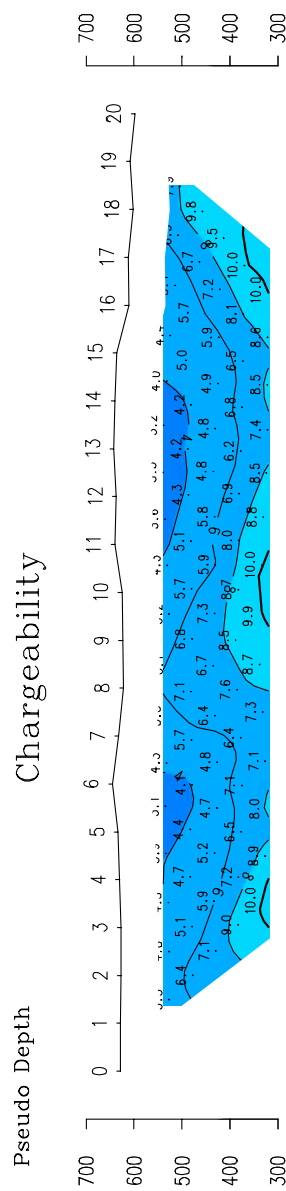 Pseudo Depth
Chargeability
0 1 2 3 4 5 6 7 8 9 10 11 12 13 14 15 16 17 18 19 20
700 700
600 600
500 500
400 400
300 300
6.4 5.1 4.7 4.4 4.1 5.7 7.1 6.8 5.7 5.1 4.3 4.2 4.2 5.0 5.7 6.7 9.8
7.1 5.9 5.2 4.7 4.8 6.4 6.7 7.3 5.9 5.8 4.8 4.8 4.9 5.9 7.2 9.5
9.0 7.2 6.5 7.1 6.4 7.6 8.5 8.7 8.0 6.9 6.2 6.8 6.5 8.1 10.0
10.0 8.9 8.0 7.1 7.3 8.7 9.9 10.0 8.8 8.5 7.4 8.5 8.6 10.0